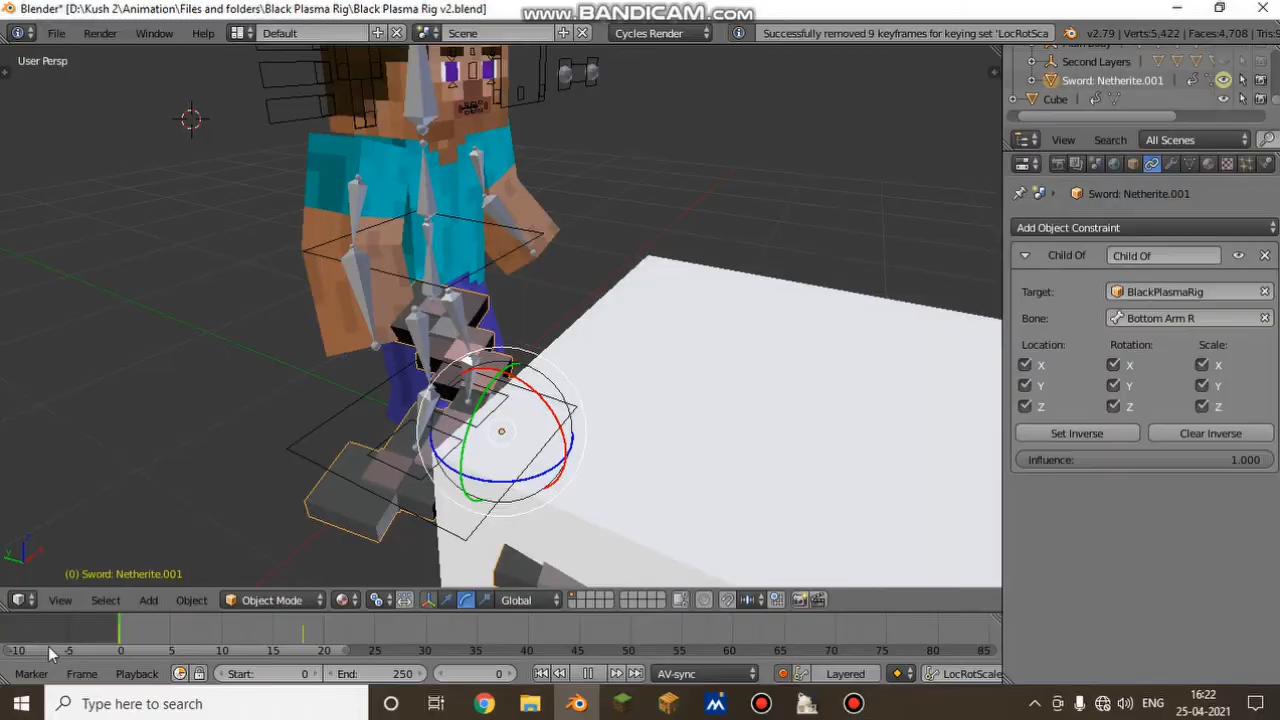 Blender* [D:\Kush 2\Animation\Files and folders\Black Plasma Rig\Black Plasma Rig v2.blend]
www.BANDICAM.com
File Render Window Help Default Scene Cycles Render Successfully removed 9 keyframes for keying set 'LocRotSca v2.79 | Verts:5,422 | Faces:4,708 | Tris:9
User Persp
Second Layers
Sword: Netherite.001
Cube
View Search All Scenes
Sword: Netherite.001
Add Object Constraint
Child Of Child Of
Target: BlackPlasmaRig
Bone: Bottom Arm R
Location: Rotation: Scale:
X X X
Y Y Y
Z Z Z
Set Inverse Clear Inverse
Influence: 1.000
(0) Sword: Netherite.001
View Select Add Object Object Mode Global
-10 -5 0 5 10 15 20 25 30 35 40 45 50 55 60 65 70 75 80 85
Marker Frame Playback Start: 0 End: 250 0 AV-sync Layered LocRotScale
Type here to search
ENG
16:22
25-04-2021